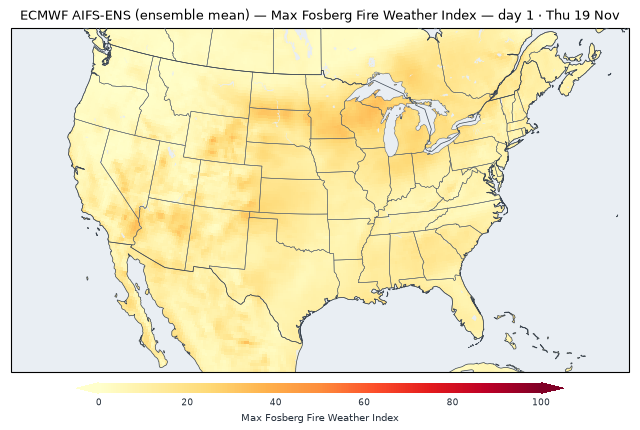 ECMWF AIFS-ENS (ensemble mean) — Max Fosberg Fire Weather Index — day 1 · Thu 19 Nov
0 20 40 60 80 100
Max Fosberg Fire Weather Index